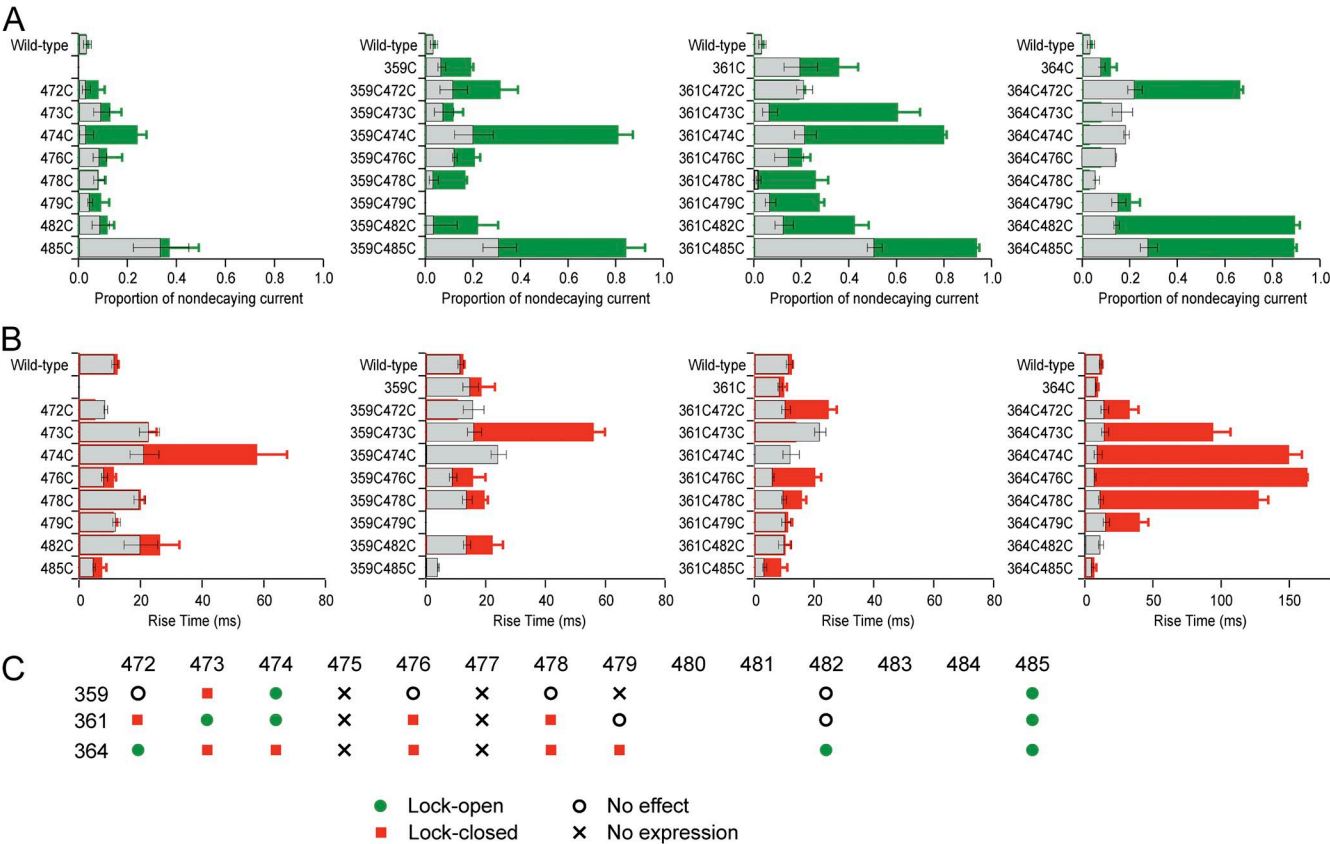 A
Wild-type
472C
473C
474C
476C
478C
479C
482C
485C
0.0 0.2 0.4 0.6 0.8 1.0
Proportion of nondecaying current
Wild-type
359C
359C472C
359C473C
359C474C
359C476C
359C478C
359C479C
359C482C
359C485C
0.0 0.2 0.4 0.6 0.8 1.0
Proportion of nondecaying current
Wild-type
361C
361C472C
361C473C
361C474C
361C476C
361C478C
361C479C
361C482C
361C485C
0.0 0.2 0.4 0.6 0.8 1.0
Proportion of nondecaying current
Wild-type
364C
364C472C
364C473C
364C474C
364C476C
364C478C
364C479C
364C482C
364C485C
0.0 0.2 0.4 0.6 0.8 1.0
Proportion of nondecaying current
B
Wild-type
472C
473C
474C
476C
478C
479C
482C
485C
0 20 40 60 80
Rise Time (ms)
Wild-type
359C
359C472C
359C473C
359C474C
359C476C
359C478C
359C479C
359C482C
359C485C
0 20 40 60 80
Rise Time (ms)
Wild-type
361C
361C472C
361C473C
361C474C
361C476C
361C478C
361C479C
361C482C
361C485C
0 20 40 60 80
Rise Time (ms)
Wild-type
364C
364C472C
364C473C
364C474C
364C476C
364C478C
364C479C
364C482C
364C485C
0 50 100 150
Rise Time (ms)
C
472 473 474 475 476 477 478 479 480 481 482 483 484 485
359
361
364
Lock-open No effect
Lock-closed No expression